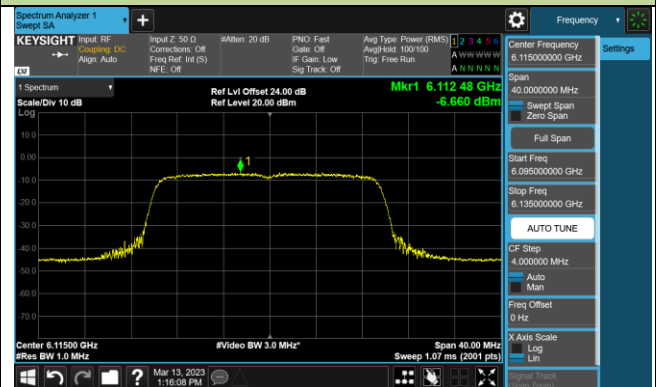 Spectrum Analyzer 1
Swept SA
+
Frequency
KEYSIGHT
Input: RF
Coupling: DC
Align: Auto
Input Z: 50 Ω
Corrections: Off
Freq Ref: Int (S)
NFE: Off
#Atten: 20 dB
PNO: Fast
Gate: Off
IF Gain: Low
Sig Track: Off
Avg Type: Power (RMS)
Avg|Hold: 100/100
Trig: Free Run
1 2 3 4 5 6
A W W W W W
A N N N N N
LXI
Center Frequency
6.115000000 GHz
Settings
Span
40.0000000 MHz
Swept Span
Zero Span
Full Span
Start Freq
6.095000000 GHz
Stop Freq
6.135000000 GHz
AUTO TUNE
CF Step
4.000000 MHz
Auto
Man
Freq Offset
0 Hz
X Axis Scale
Log
Lin
Signal Track
(Span Zoom)
1 Spectrum
Scale/Div 10 dB
Log
Ref Lvl Offset 24.00 dB
Ref Level 20.00 dBm
Mkr1 6.112 48 GHz
-6.660 dBm
10.0
0.00
-10.0
-20.0
-30.0
-40.0
-50.0
-60.0
-70.0
1
Center 6.11500 GHz
#Res BW 1.0 MHz
#Video BW 3.0 MHz*
Span 40.00 MHz
Sweep 1.07 ms (2001 pts)
?
Mar 13, 2023
1:16:08 PM